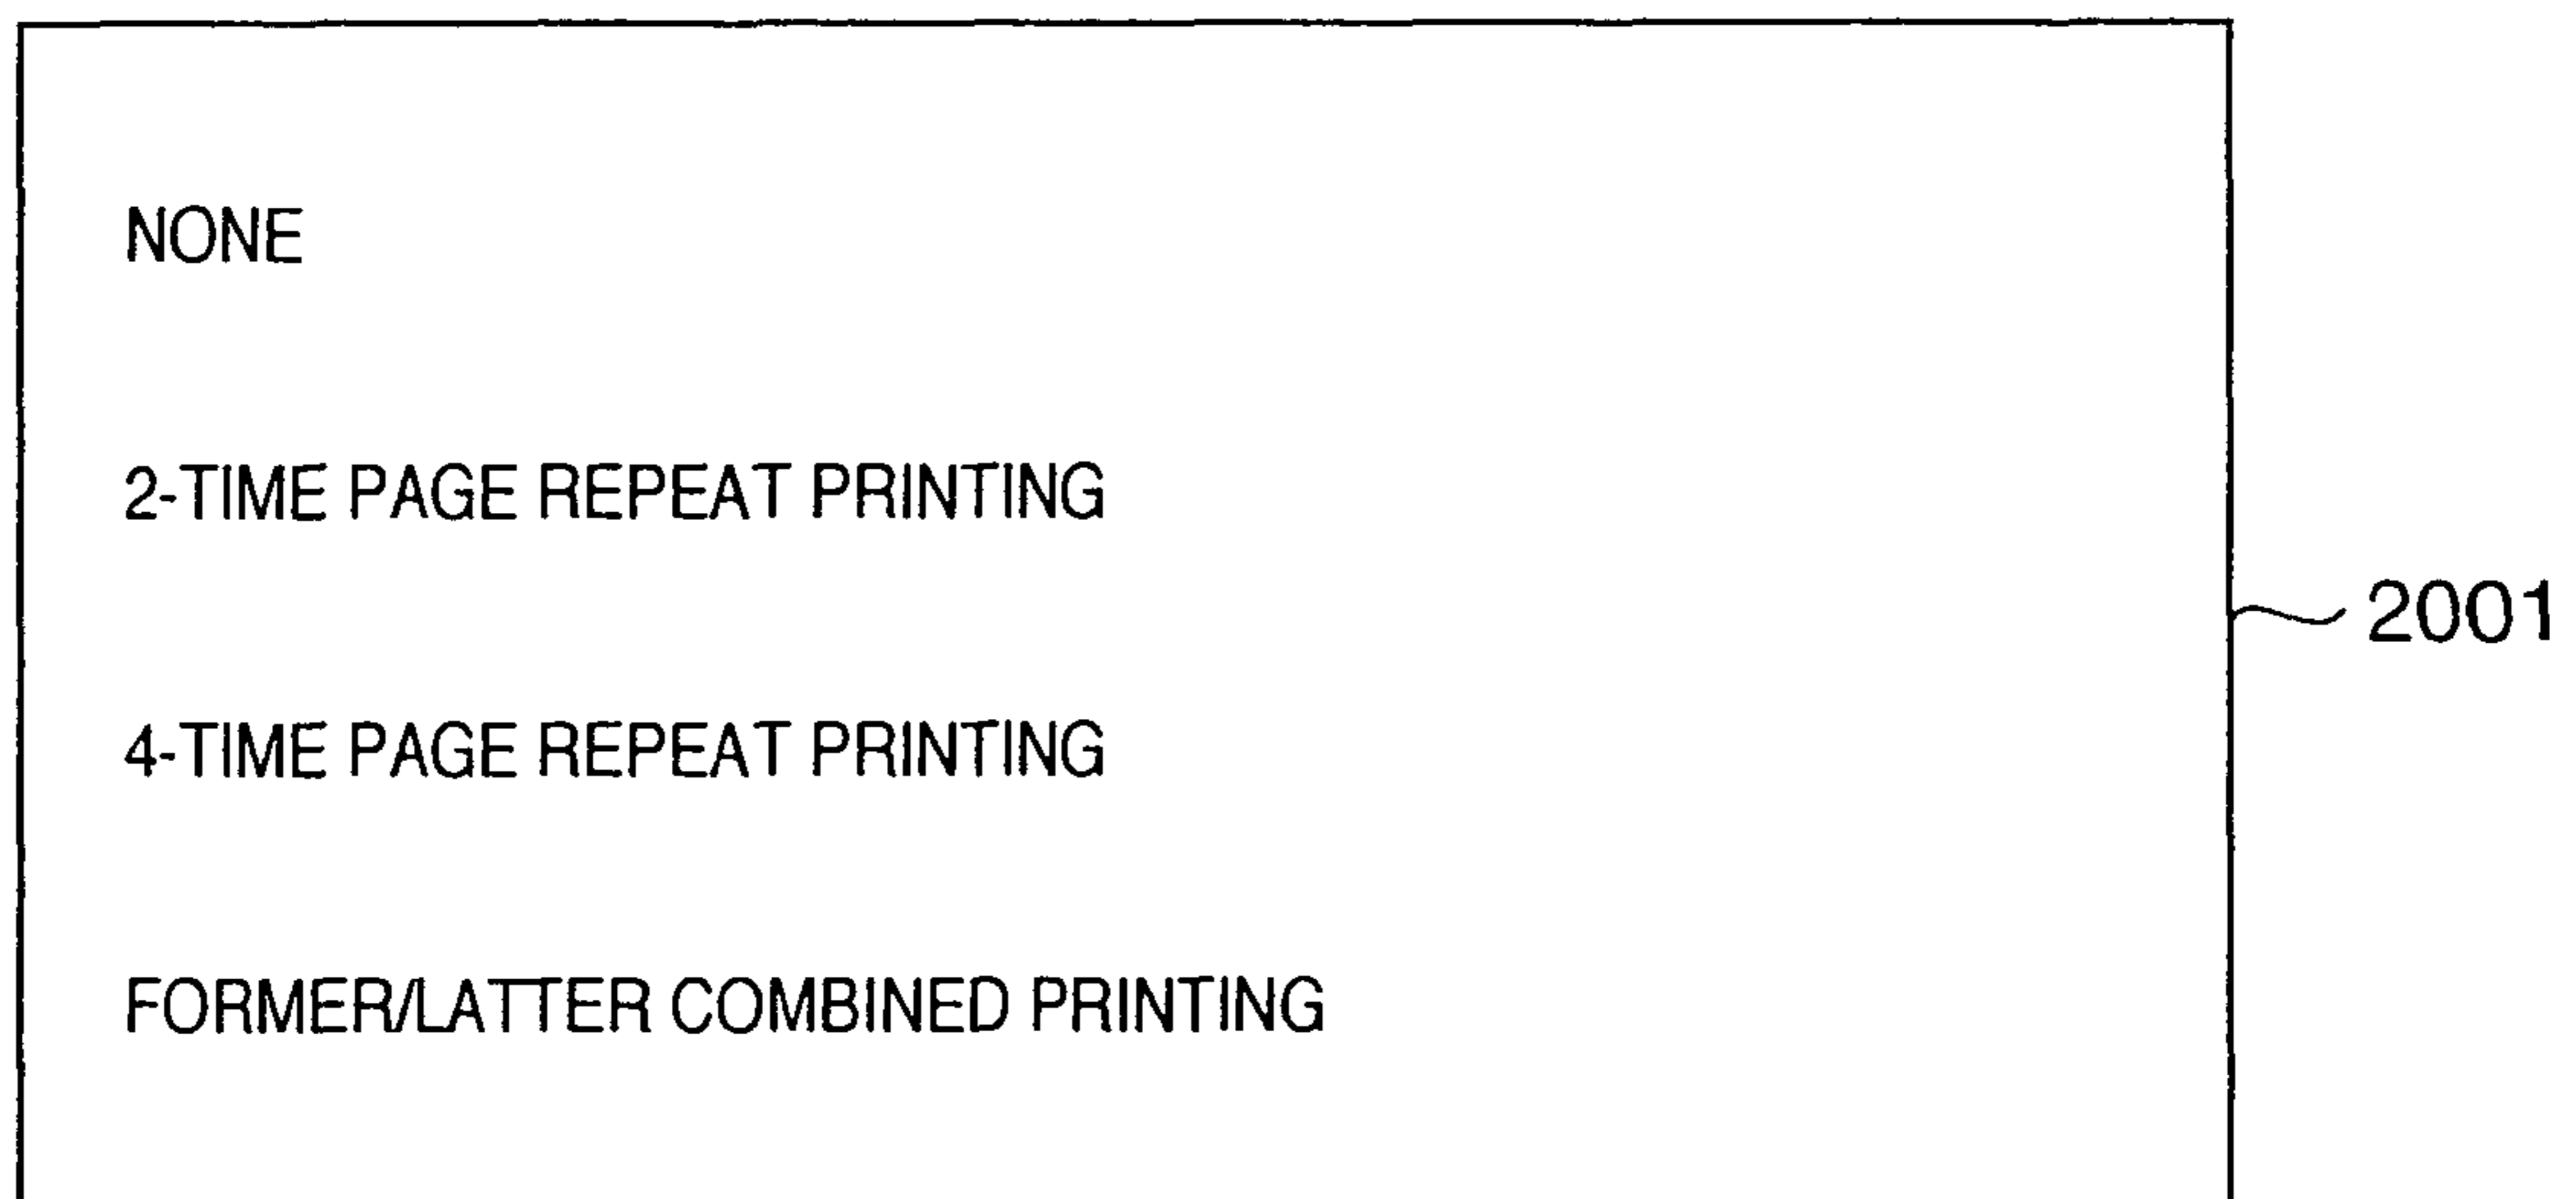 NONE
2-TIME PAGE REPEAT PRINTING
2001
4-TIME PAGE REPEAT PRINTING
FORMER/LATTER COMBINED PRINTING